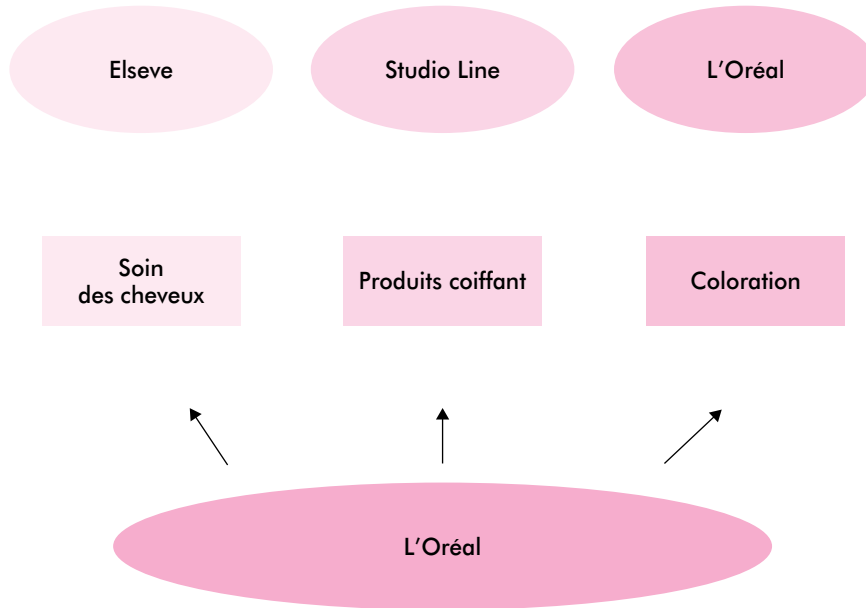 Elseve
Studio Line
L’Oréal
Soin
des cheveux
Produits coiffant
Coloration
L’Oréal